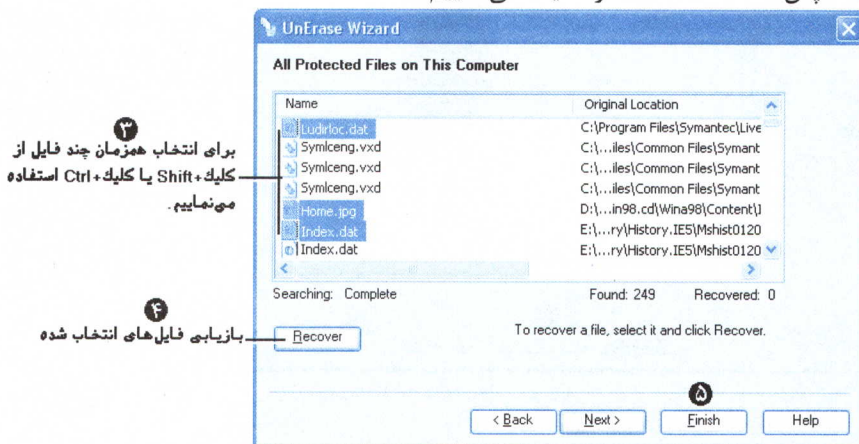 UnErase Wizard
All Protected Files on This Computer
Name Original Location
Ludirloc.dat C:\Program Files\Symantec\Live
Symlceng.vxd C:\...iles\Common Files\Symant
Symlceng.vxd C:\...iles\Common Files\Symant
Symlceng.vxd C:\...iles\Common Files\Symant
Home.jpg D:\...in98.cd\Wina98\Content\1
Index.dat E:\...ry\History.IE5\Mshist0120
Index.dat E:\...ry\History.IE5\Mshist0120
Searching: Complete Found: 249 Recovered: 0
Recover To recover a file, select it and click Recover.
< Back Next > Finish Help
۳
برای انتخاب همزمان چند فایل از
کلیك+Shift یا کلیك+Ctrl استفاده
می‌نماییم.
۴
بازیابی فایل‌های انتخاب شده
۵